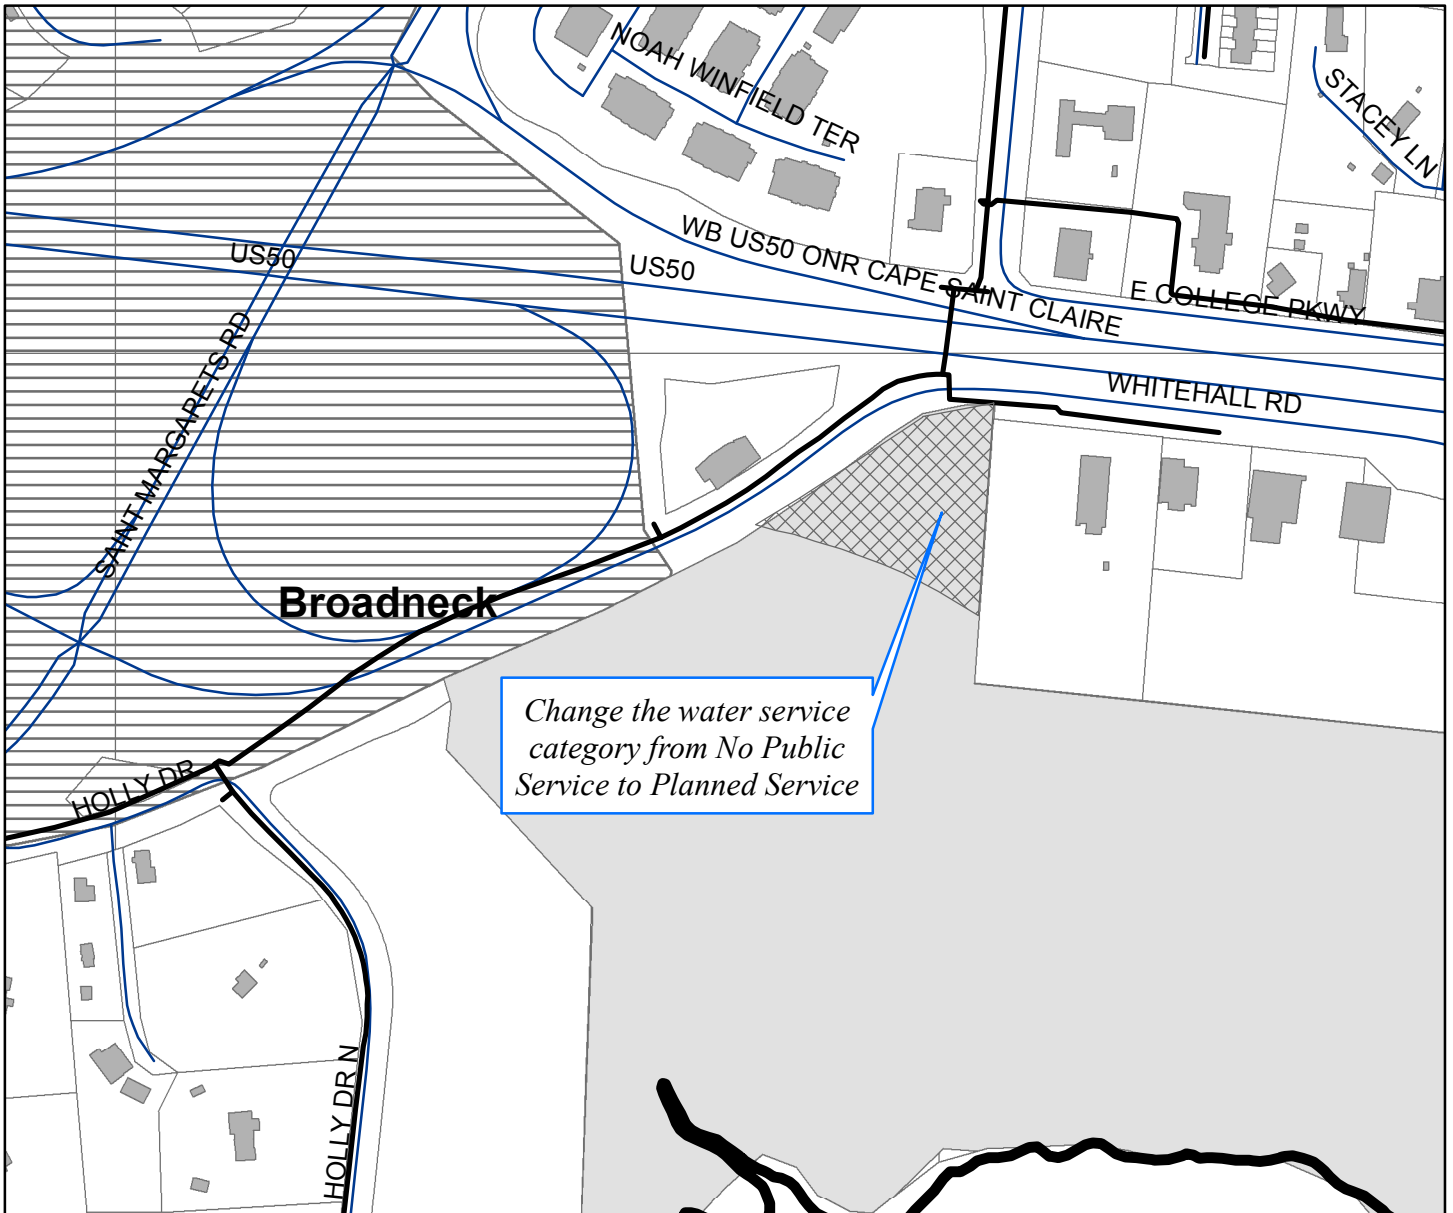 NOAH WINFIELD TER
STACEY LN
WB US50 ONR CAPE SAINT CLAIRE
US50
US50
E COLLEGE PKWY
WHITEHALL RD
SAINT MARGARETS RD
Broadneck
Change the water service
category from No Public
Service to Planned Service
HOLLY DR
HOLLY DR N